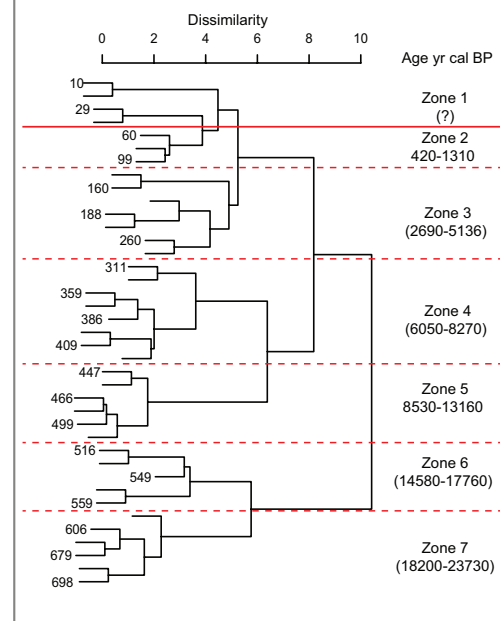 Dissimilarity
0 2 4 6 8 10
Age yr cal BP
10
Zone 1
(?)
29
60
Zone 2
420-1310
99
160
188
Zone 3
(2690-5136)
260
311
359
Zone 4
(6050-8270)
386
409
447
466
Zone 5
8530-13160
499
516
549
Zone 6
(14580-17760)
559
606
679
Zone 7
(18200-23730)
698